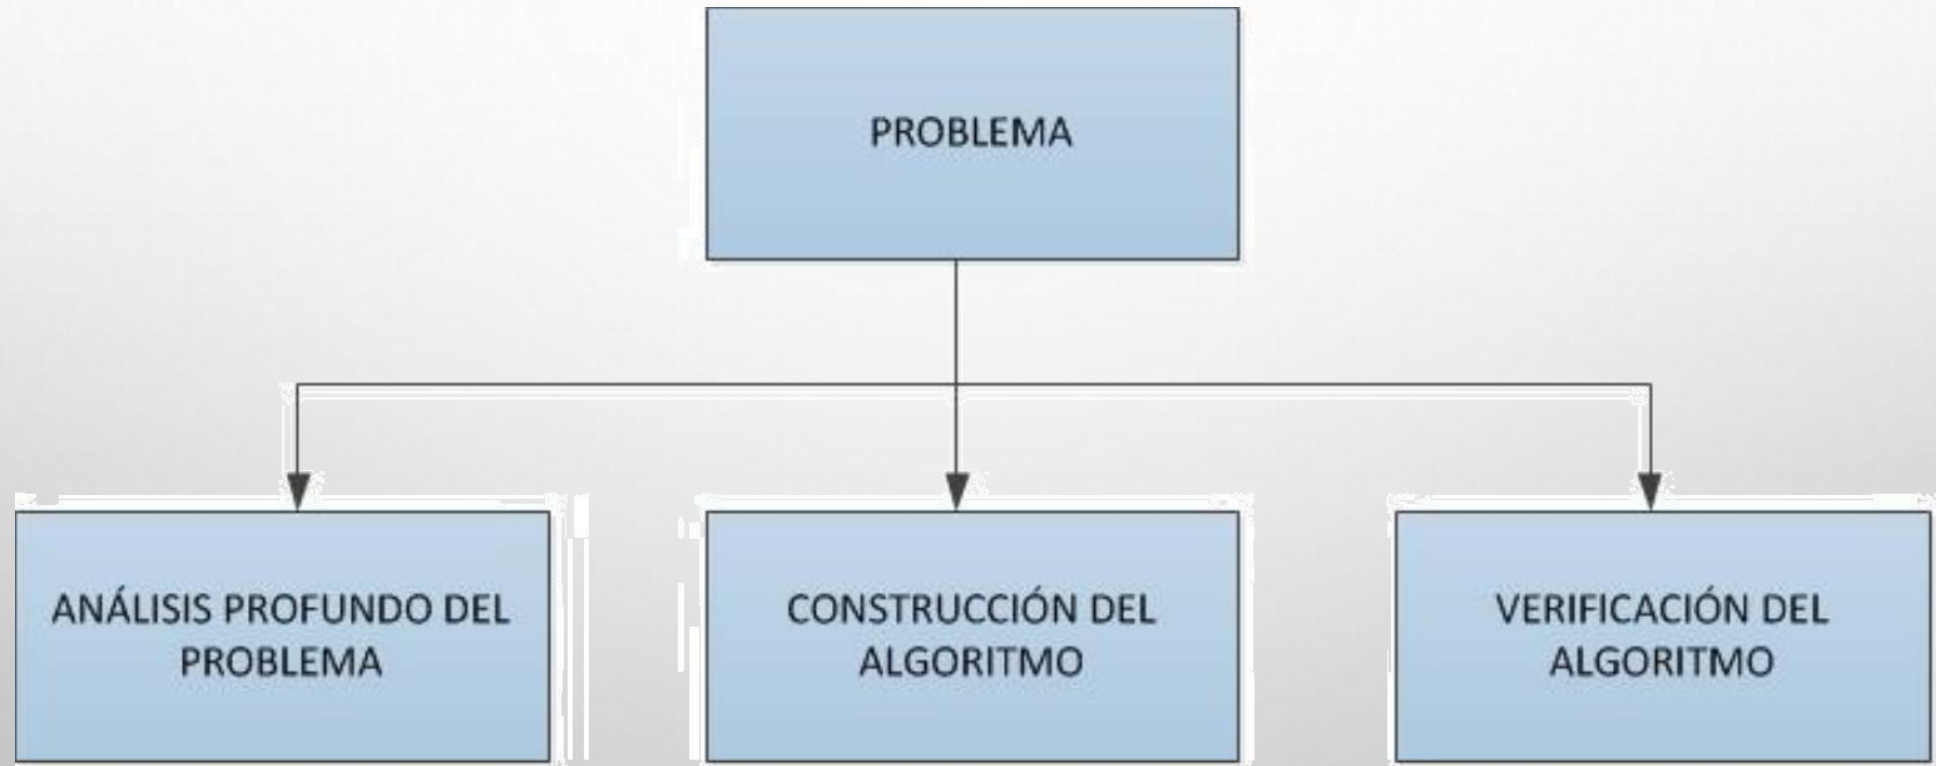 PROBLEMA
ANÁLISIS PROFUNDO DEL
PROBLEMA
CONSTRUCCIÓN DEL
ALGORITMO
VERIFICACIÓN DEL
ALGORITMO